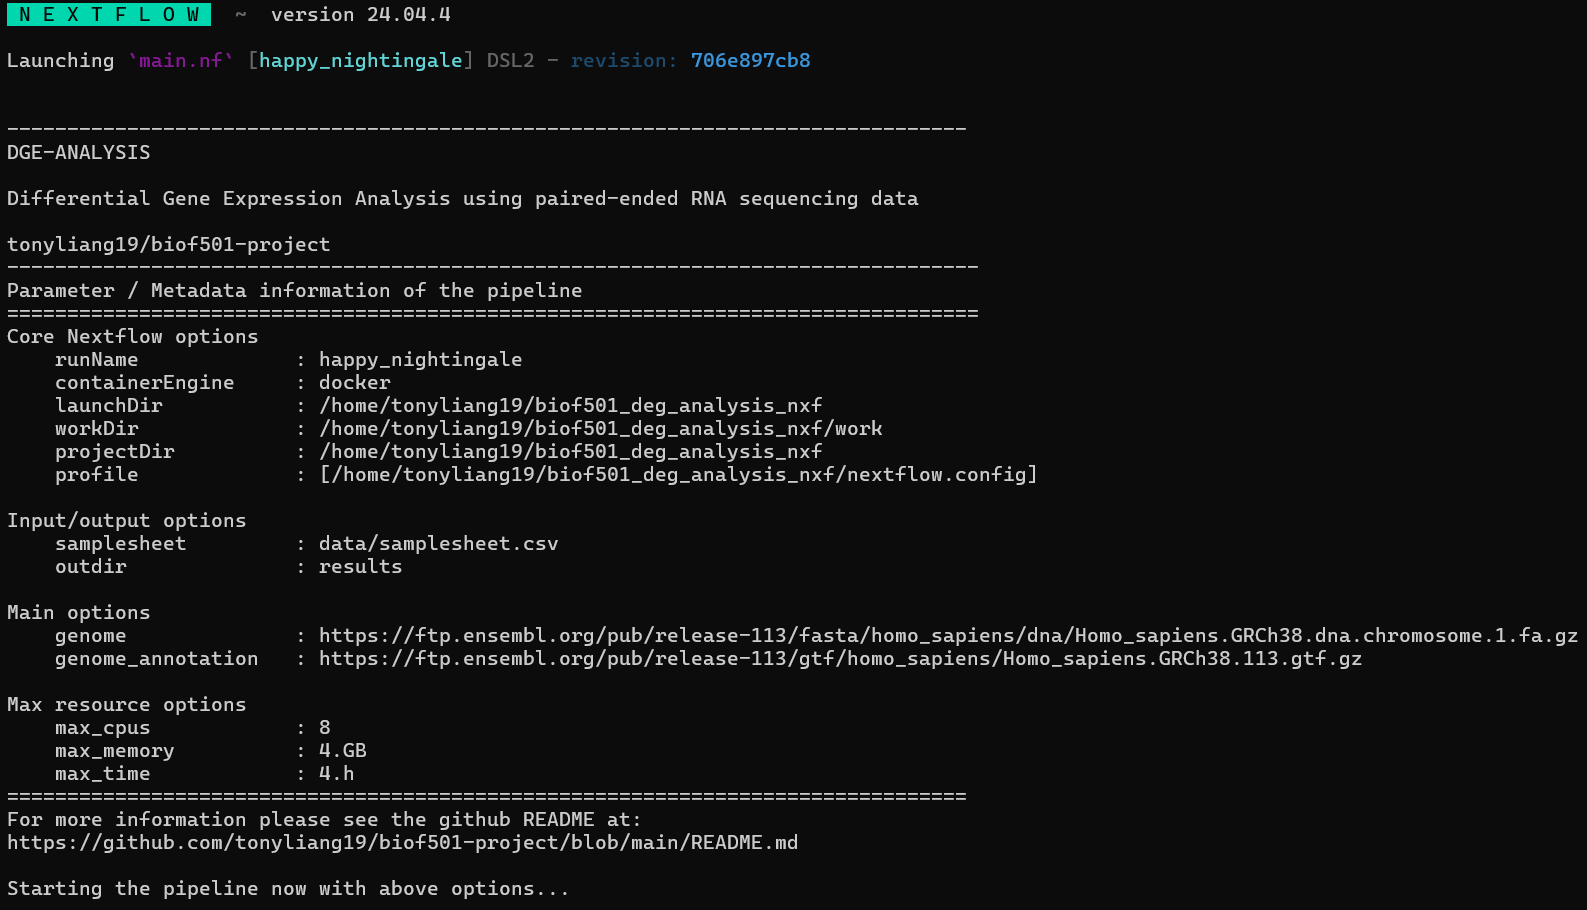 N E X T F L O W  ~  version 24.04.4
Launching `main.nf` [happy_nightingale] DSL2 - revision: 706e897cb8
--------------------------------------------------------------------------------
DGE-ANALYSIS
Differential Gene Expression Analysis using paired-ended RNA sequencing data
tonyliang19/biof501-project
---------------------------------------------------------------------------------
Parameter / Metadata information of the pipeline
=================================================================================
Core Nextflow options
    runName             : happy_nightingale
    containerEngine     : docker
    launchDir           : /home/tonyliang19/biof501_deg_analysis_nxf
    workDir             : /home/tonyliang19/biof501_deg_analysis_nxf/work
    projectDir          : /home/tonyliang19/biof501_deg_analysis_nxf
    profile             : [/home/tonyliang19/biof501_deg_analysis_nxf/nextflow.config]
Input/output options
    samplesheet         : data/samplesheet.csv
    outdir              : results
Main options
    genome              : https://ftp.ensembl.org/pub/release-113/fasta/homo_sapiens/dna/Homo_sapiens.GRCh38.dna.chromosome.1.fa.gz
    genome_annotation   : https://ftp.ensembl.org/pub/release-113/gtf/homo_sapiens/Homo_sapiens.GRCh38.113.gtf.gz
Max resource options
    max_cpus            : 8
    max_memory          : 4.GB
    max_time            : 4.h
================================================================================
For more information please see the github README at:
https://github.com/tonyliang19/biof501-project/blob/main/README.md
Starting the pipeline now with above options...